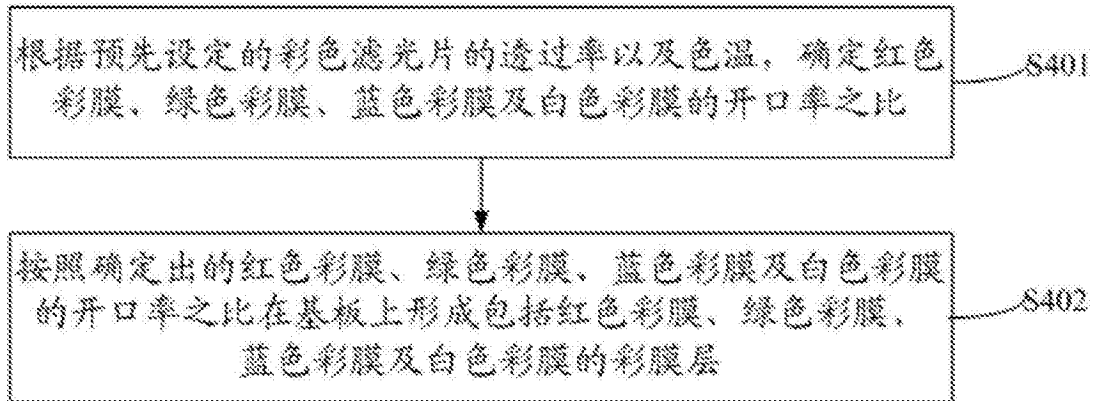 根据预先设定的彩色滤光片的透过率以及色温，确定红色
彩膜、绿色彩膜、蓝色彩膜及白色彩膜的开口率之比
S401
按照确定出的红色彩膜、绿色彩膜、蓝色彩膜及白色彩膜
的开口率之比在基板上形成包括红色彩膜、绿色彩膜、
蓝色彩膜及白色彩膜的彩膜层
S402